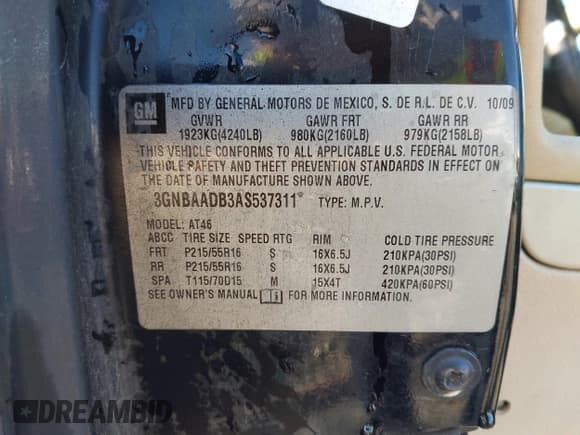 GM
MFD BY GENERAL MOTORS DE MEXICO, S. DE R.L. DE C.V. 10/09
GVWR GAWR FRT GAWR RR
1923KG(4240LB) 980KG(2160LB) 979KG(2158LB)
THIS VEHICLE CONFORMS TO ALL APPLICABLE U.S. FEDERAL MOTOR
VEHICLE SAFETY AND THEFT PREVENTION STANDARDS IN EFFECT ON
THE DATE OF MANUFACTURE SHOWN ABOVE.
3GNBAADB3AS537311* TYPE: M.P.V.
MODEL: AT46
ABCC TIRE SIZE SPEED RTG RIM COLD TIRE PRESSURE
FRT P215/55R16 S 16X6.5J 210KPA(30PSI)
RR P215/55R16 S 16X6.5J 210KPA(30PSI)
SPA T115/70D15 M 15X4T 420KPA(60PSI)
SEE OWNER'S MANUAL FOR MORE INFORMATION.
DREAMBID